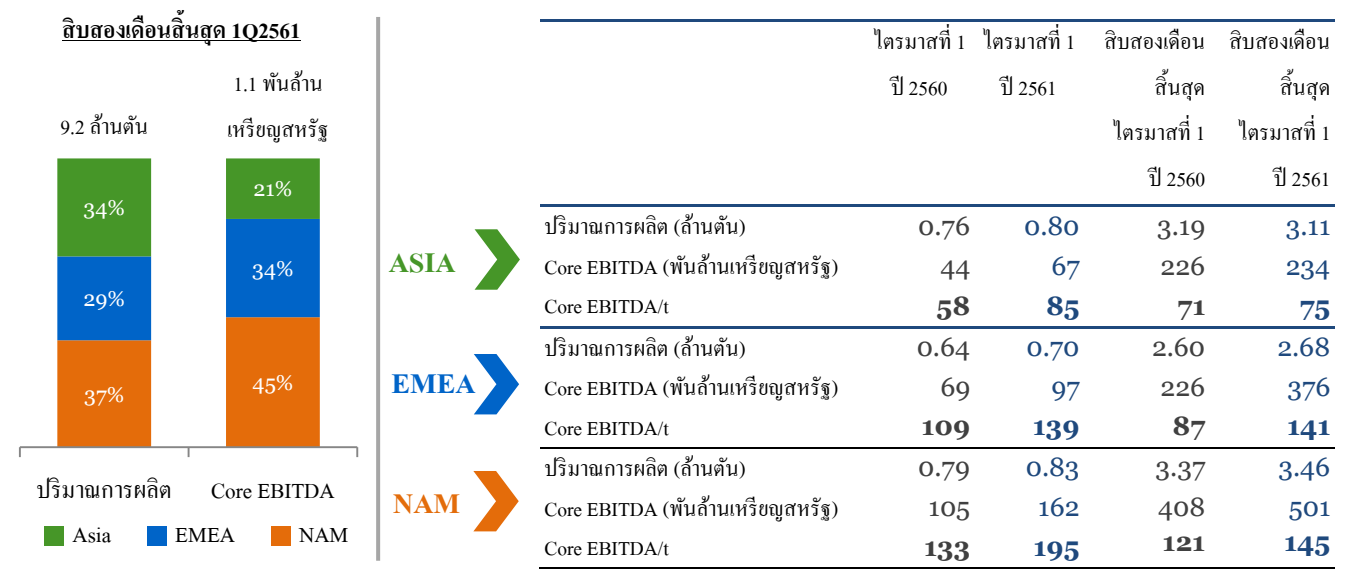 สิบสองเดือนสิ้นสุด 1Q2561
1.1 พันล้าน
9.2 ล้านตัน
เหรียญสหรัฐ
34%
29%
37%
21%
34%
45%
ปริมาณการผลิต Core EBITDA
Asia EMEA NAM
ไตรมาสที่ 1 ไตรมาสที่ 1 สิบสองเดือน สิบสองเดือน
ปี 2560 ปี 2561 สิ้นสุด สิ้นสุด
ไตรมาสที่ 1 ไตรมาสที่ 1
ปี 2560 ปี 2561
ASIA
ปริมาณการผลิต (ล้านตัน) 0.76 0.80 3.19 3.11
Core EBITDA (พันล้านเหรียญสหรัฐ) 44 67 226 234
Core EBITDA/t 58 85 71 75
EMEA
ปริมาณการผลิต (ล้านตัน) 0.64 0.70 2.60 2.68
Core EBITDA (พันล้านเหรียญสหรัฐ) 69 97 226 376
Core EBITDA/t 109 139 87 141
NAM
ปริมาณการผลิต (ล้านตัน) 0.79 0.83 3.37 3.46
Core EBITDA (พันล้านเหรียญสหรัฐ) 105 162 408 501
Core EBITDA/t 133 195 121 145